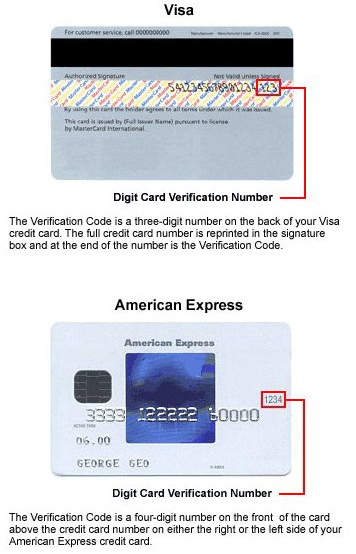 Visa
For customer service, call 0000000000
Authorized Signature Not Valid Unless Signed
5412345678901234 123
By using this card the holder agrees to all terms under which it was issued.
This card is issued by (Full Issuer Name) pursuant to license
by MasterCard International.
Digit Card Verification Number
The Verification Code is a three-digit number on the back of your Visa
credit card. The full credit card number is reprinted in the signature
box and at the end of the number is the Verification Code.
American Express
American Express
1234
3333 122222 60000
06.00
GEORGE GEO
Digit Card Verification Number
The Verification Code is a four-digit number on the front of the card
above the credit card number on either the right or the left side of your
American Express credit card.